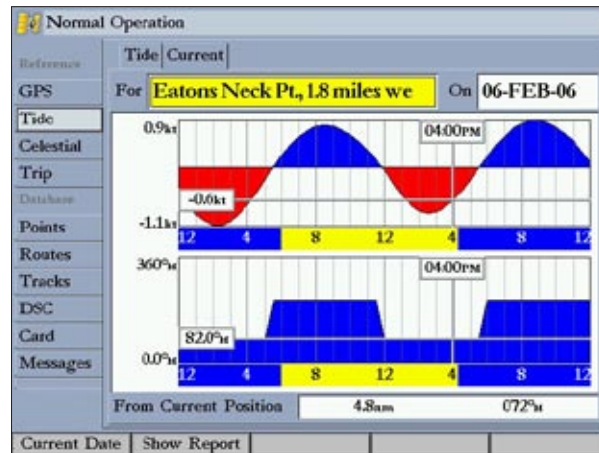 Normal Operation
Reference
Tide Current
GPS
For Eatons Neck Pt., 1.8 miles we On 06-FEB-06
Tide
Celestial
Trip
Database
Points
Routes
Tracks
DSC
Card
Messages
0.9kt
04:00PM
-0.6kt
-1.1kt
12 4 8 12 4 8 12
360°M
04:00PM
82.0°M
0.0°M
12 4 8 12 4 8 12
From Current Position 4.8nm 072°M
Current Date Show Report